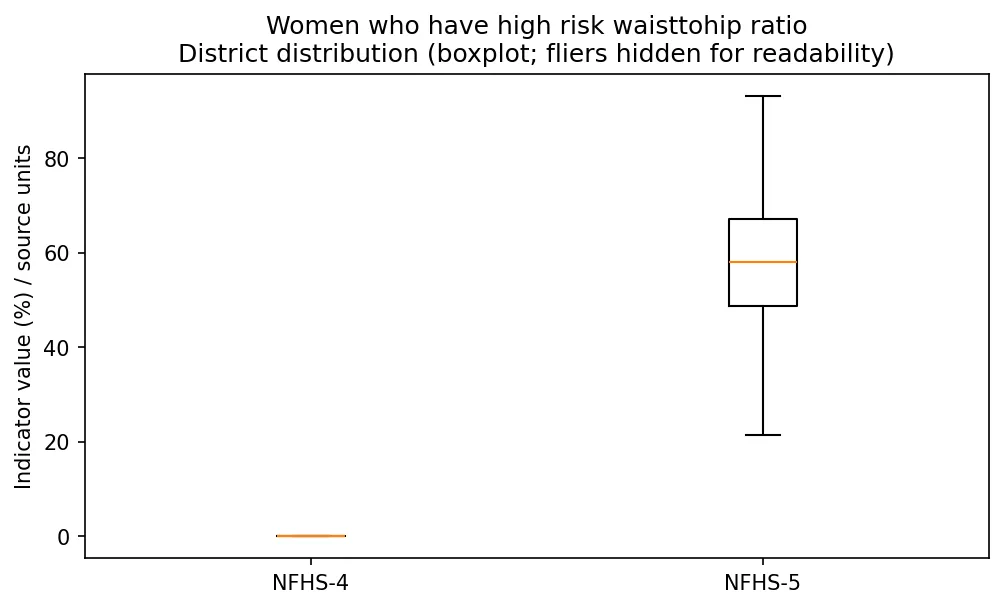 Women who have high risk waisttohip ratio
District distribution (boxplot; fliers hidden for readability)
Indicator value (%) / source units
80
60
40
20
0
NFHS-4
NFHS-5